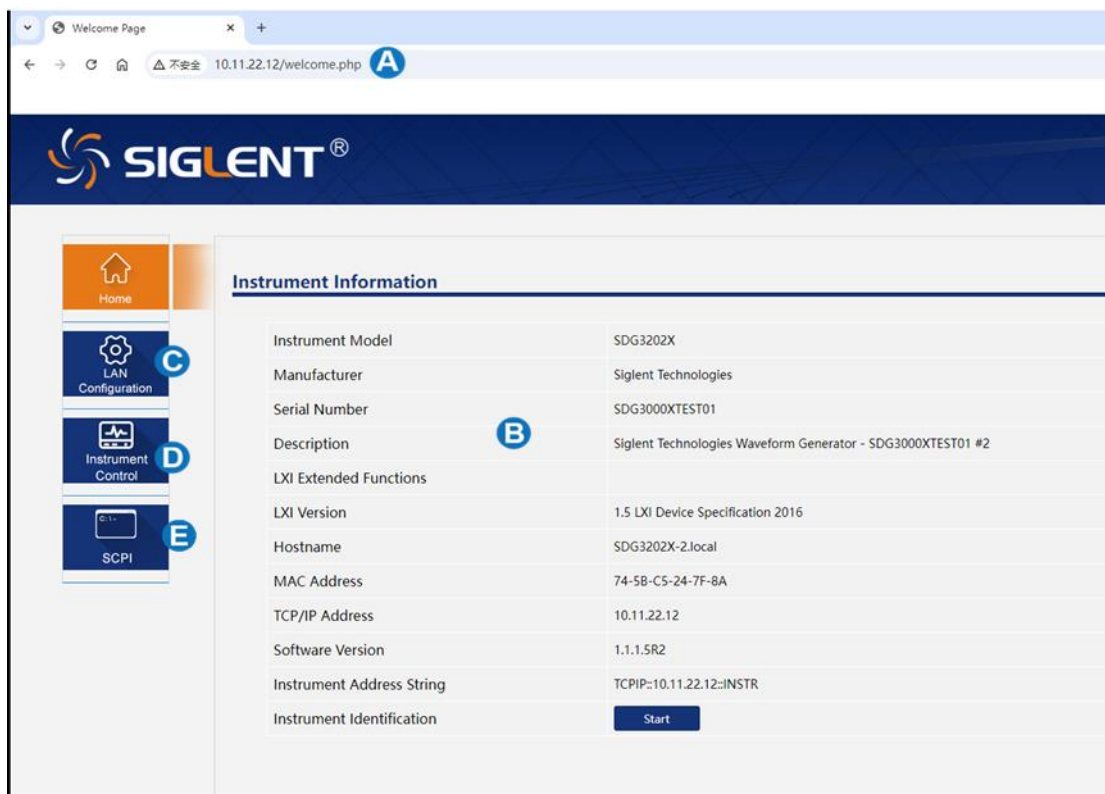 Welcome Page
不安全 10.11.22.12/welcome.php A
SIGLENT®
Home
LAN
Configuration
C
Instrument
Control
D
C:\-
SCPI
E
Instrument Information
Instrument Model SDG3202X
Manufacturer Siglent Technologies
Serial Number SDG3000XTEST01
B
Description Siglent Technologies Waveform Generator - SDG3000XTEST01 #2
LXI Extended Functions
LXI Version 1.5 LXI Device Specification 2016
Hostname SDG3202X-2.local
MAC Address 74-5B-C5-24-7F-8A
TCP/IP Address 10.11.22.12
Software Version 1.1.1.5R2
Instrument Address String TCPIP::10.11.22.12::INSTR
Instrument Identification Start